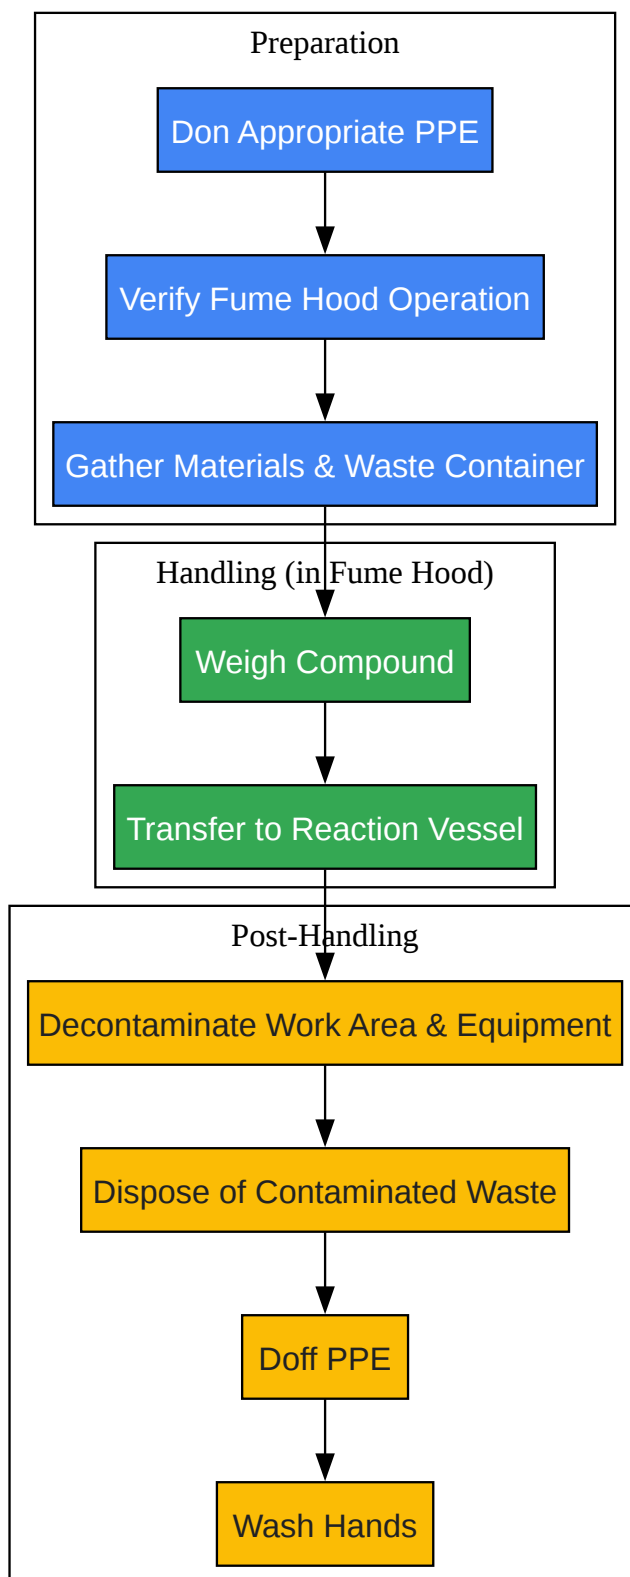 Preparation
Don Appropriate PPE
Verify Fume Hood Operation
Gather Materials & Waste Container
Handling (in Fume Hood)
Weigh Compound
Transfer to Reaction Vessel
Post-Handling
Decontaminate Work Area & Equipment
Dispose of Contaminated Waste
Doff PPE
Wash Hands